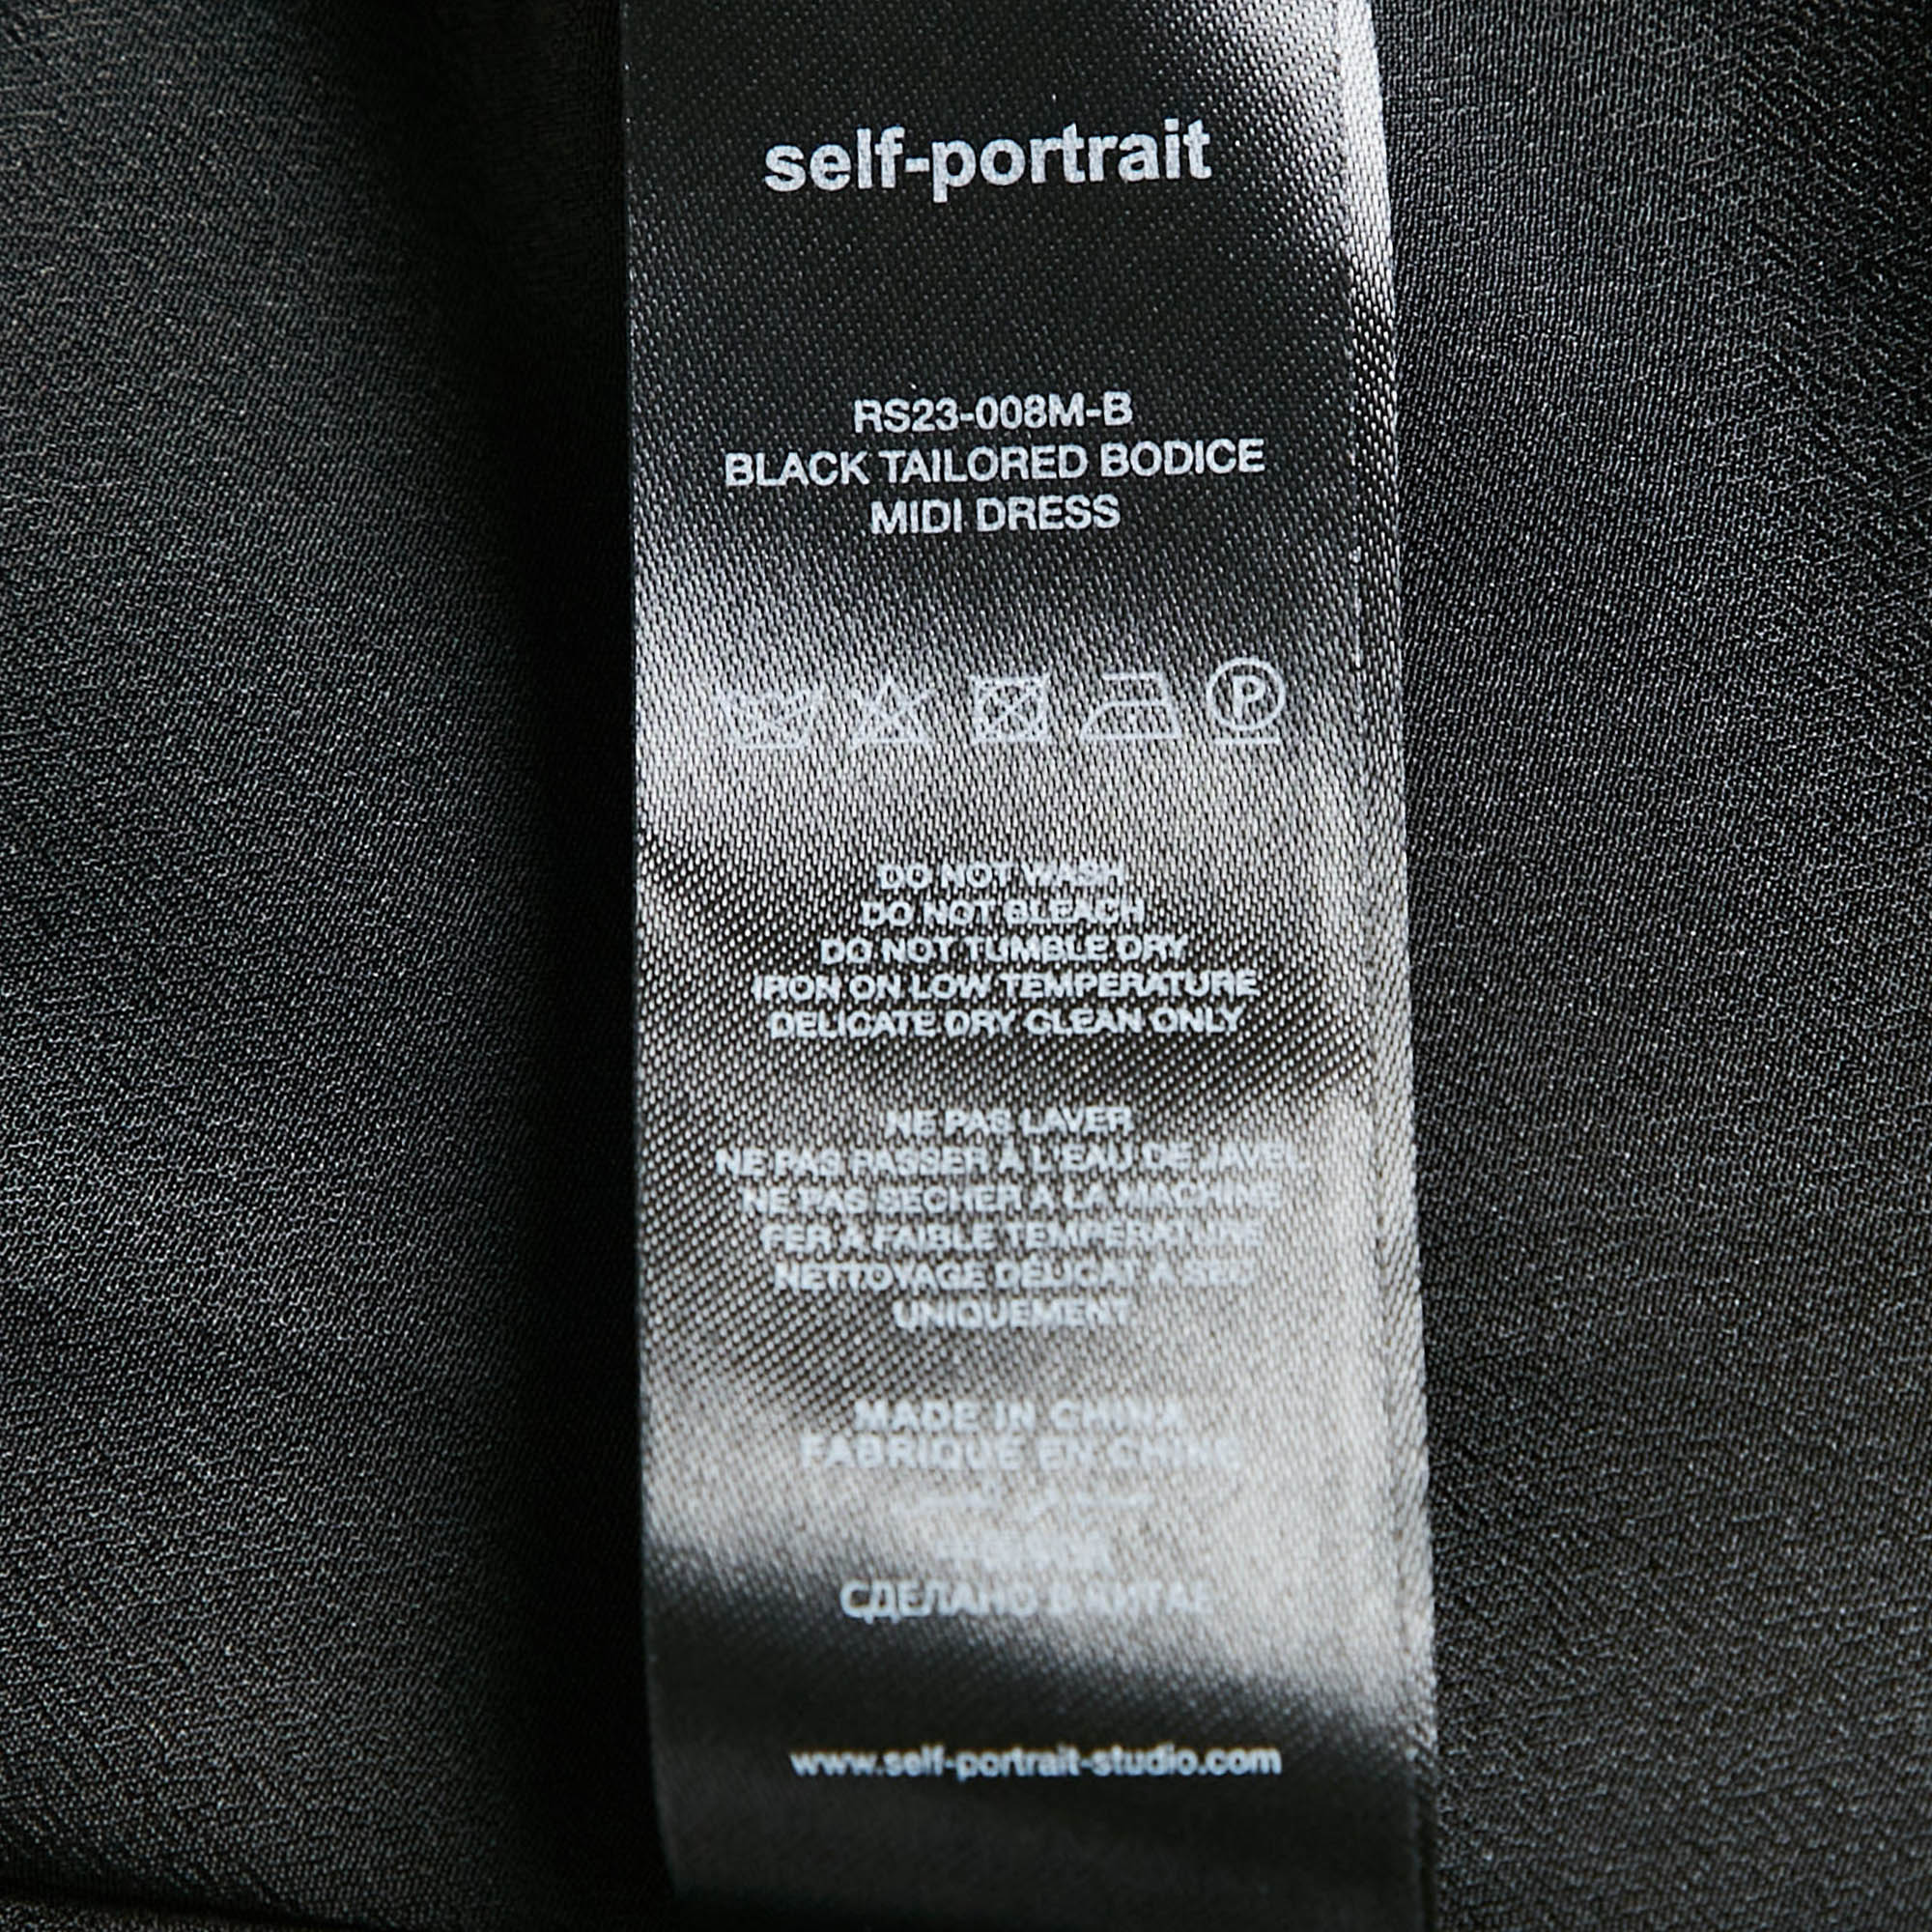 self-portrait
RS23-008M-B
BLACK TAILORED BODICE
MIDI DRESS
P
DO NOT WASH
DO NOT BLEACH
DO NOT TUMBLE DRY
IRON ON LOW TEMPERATURE
DELICATE DRY CLEAN ONLY
NE PAS LAVER
NE PAS PASSER A L'EAU DE JAVEL
NE PAS SECHER A LA MACHINE
FER A FAIBLE TEMPERATURE
NETTOYAGE DELICAT A SEC
UNIQUEMENT
MADE IN CHINA
FABRIQUE EN CHINE
СДЕЛАНО В КИТАЕ
www.self-portrait-studio.com